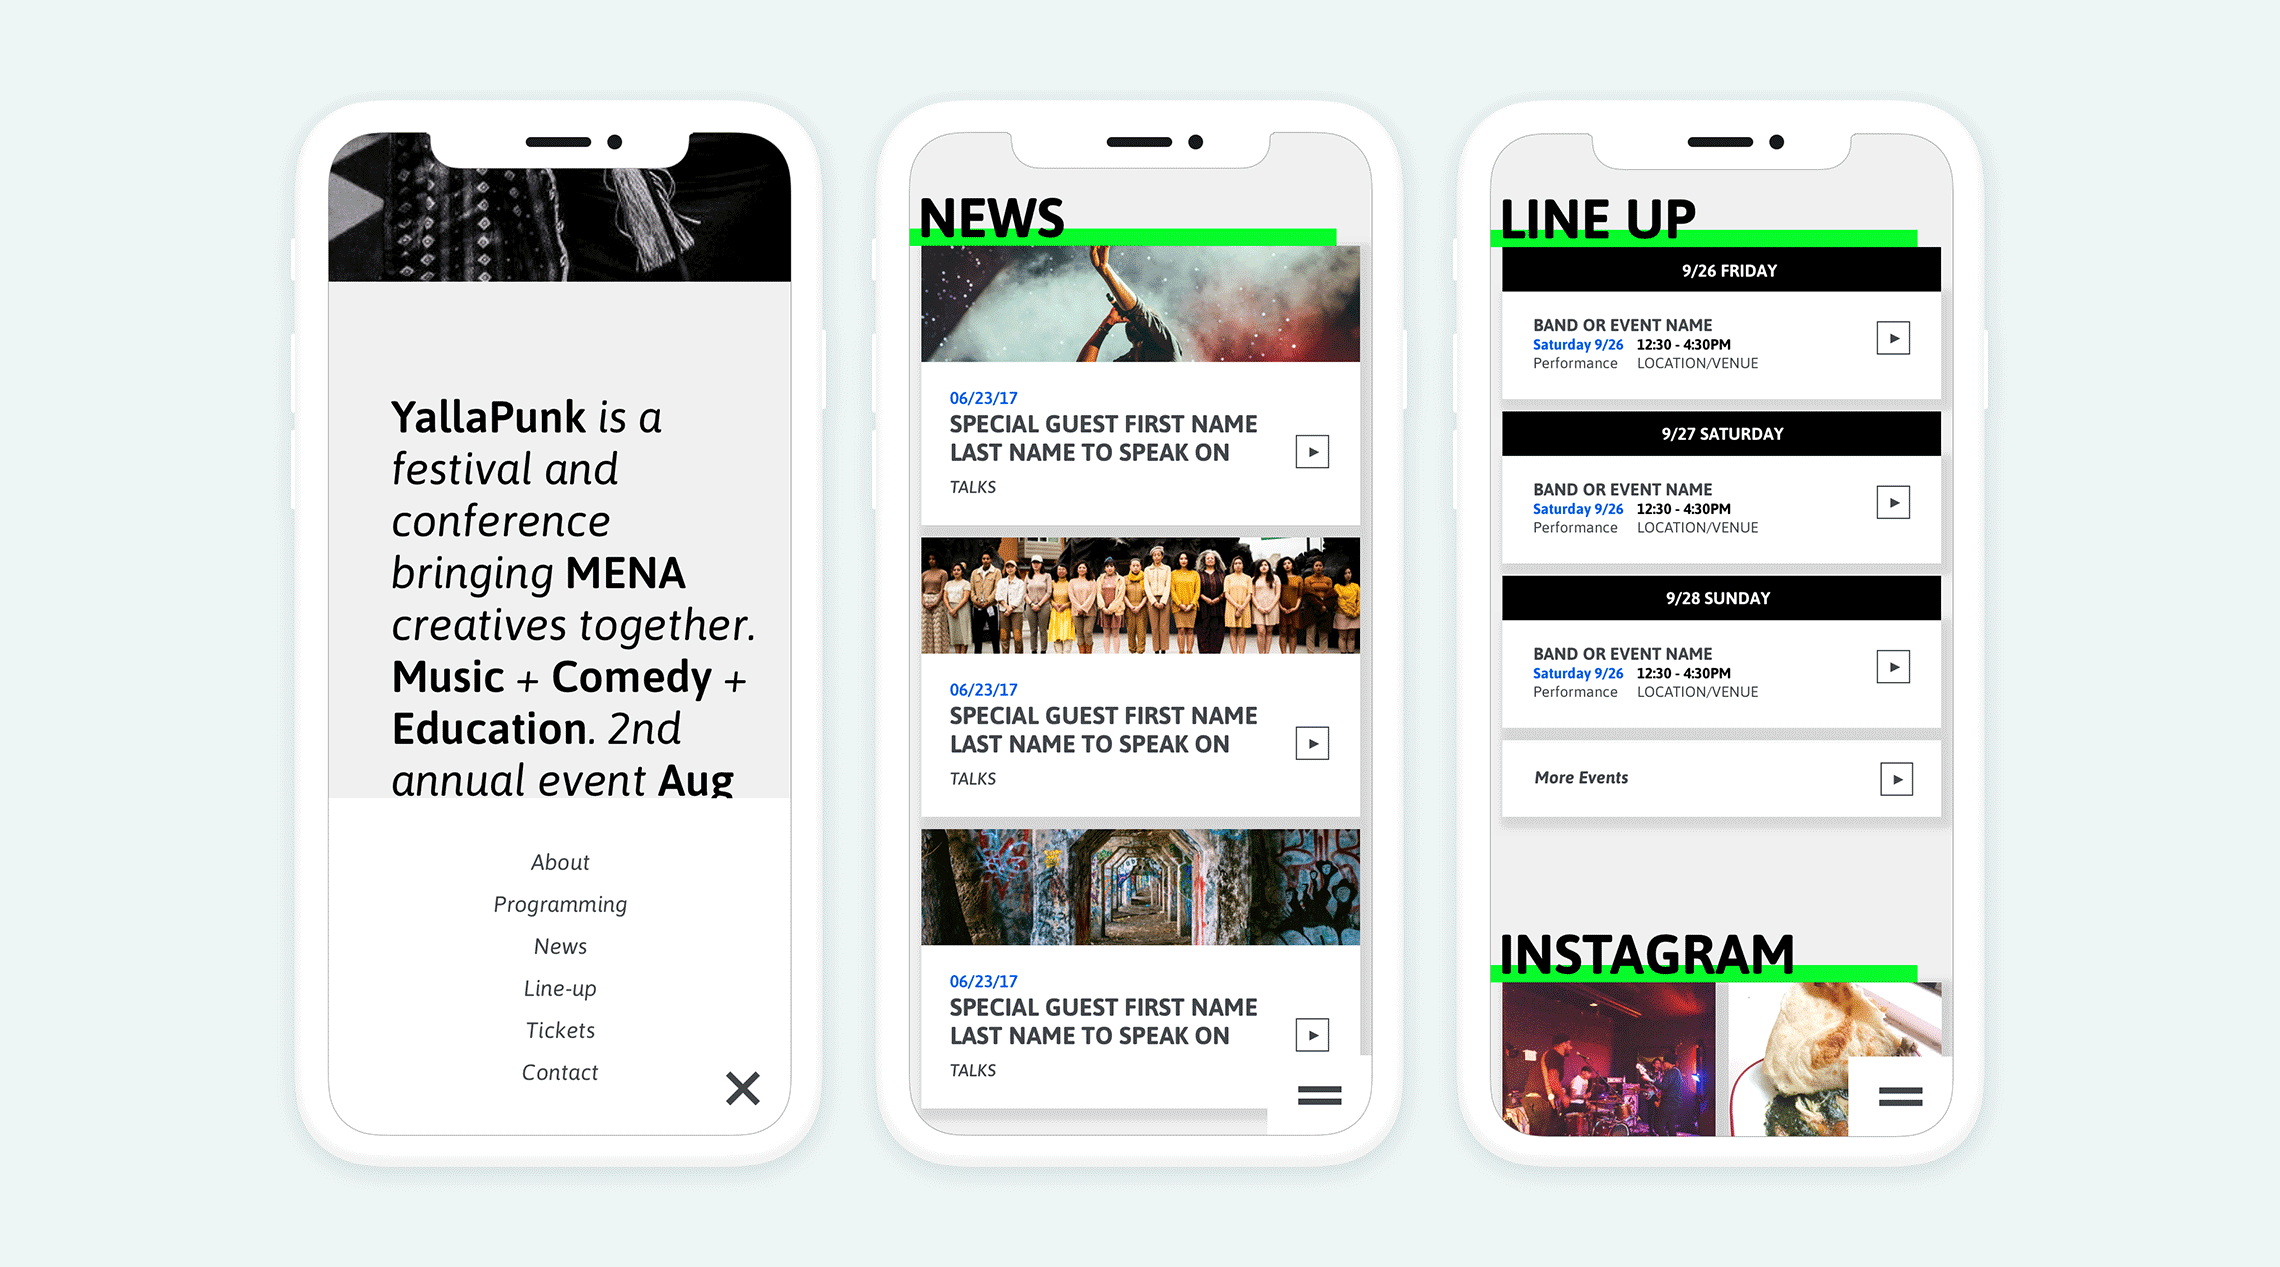 YallaPunk is a
festival and
conference
bringing MENA
creatives together.
Music + Comedy +
Education. 2nd
annual event Aug
About
Programming
News
Line-up
Tickets
Contact
NEWS
06/23/17
SPECIAL GUEST FIRST NAME
LAST NAME TO SPEAK ON
TALKS
06/23/17
SPECIAL GUEST FIRST NAME
LAST NAME TO SPEAK ON
TALKS
06/23/17
SPECIAL GUEST FIRST NAME
LAST NAME TO SPEAK ON
TALKS
LINE UP
9/26 FRIDAY
BAND OR EVENT NAME
Saturday 9/26 12:30 - 4:30PM
Performance LOCATION/VENUE
9/27 SATURDAY
BAND OR EVENT NAME
Saturday 9/26 12:30 - 4:30PM
Performance LOCATION/VENUE
9/28 SUNDAY
BAND OR EVENT NAME
Saturday 9/26 12:30 - 4:30PM
Performance LOCATION/VENUE
More Events
INSTAGRAM